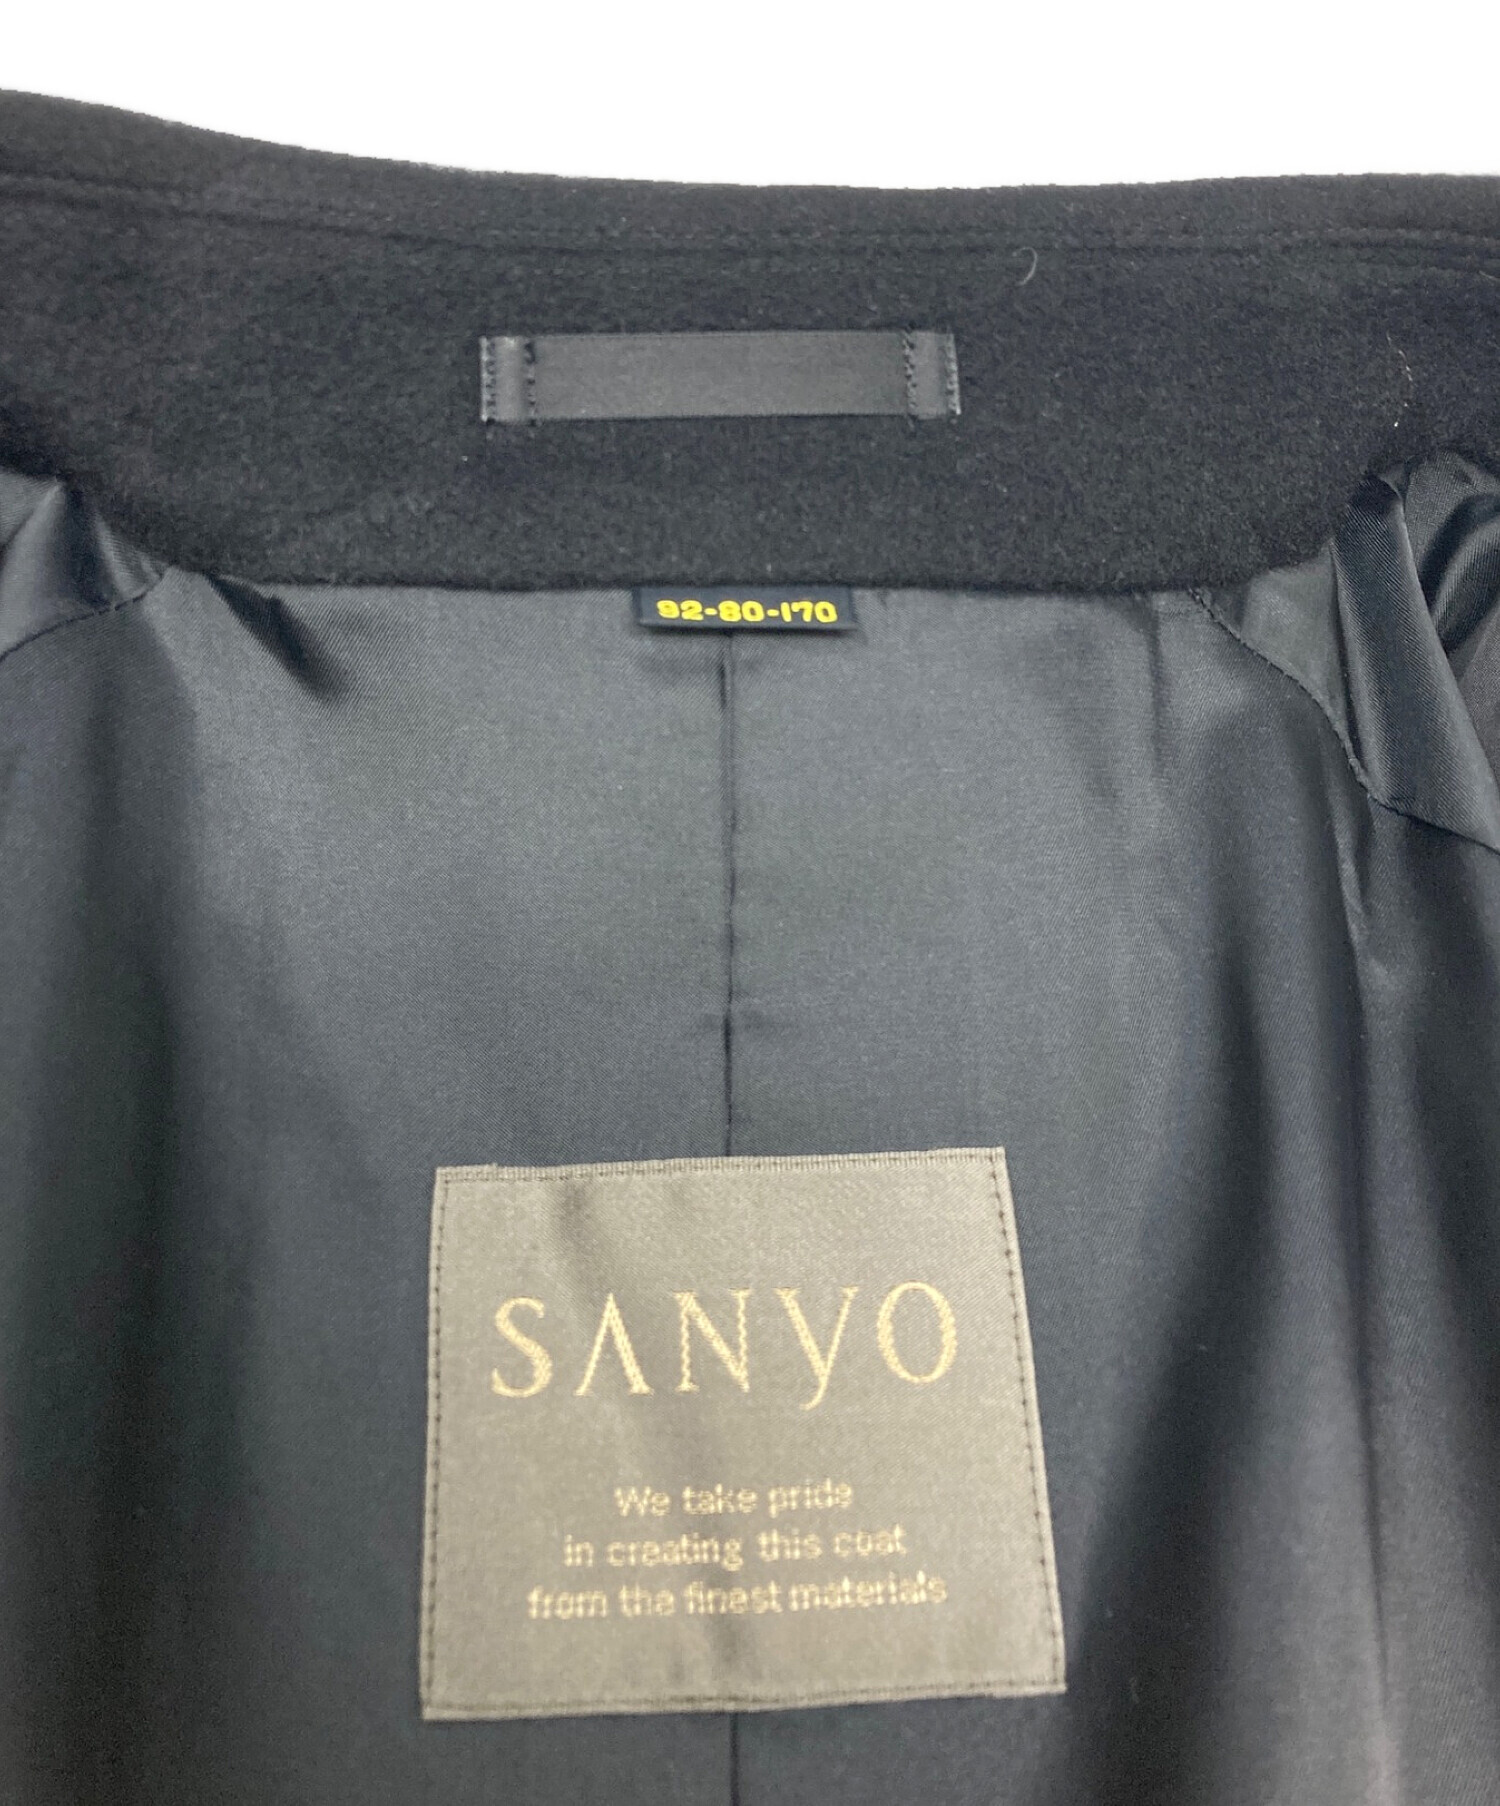 92-80-170
SANYO
We take pride
in creating this coat
from the finest materials